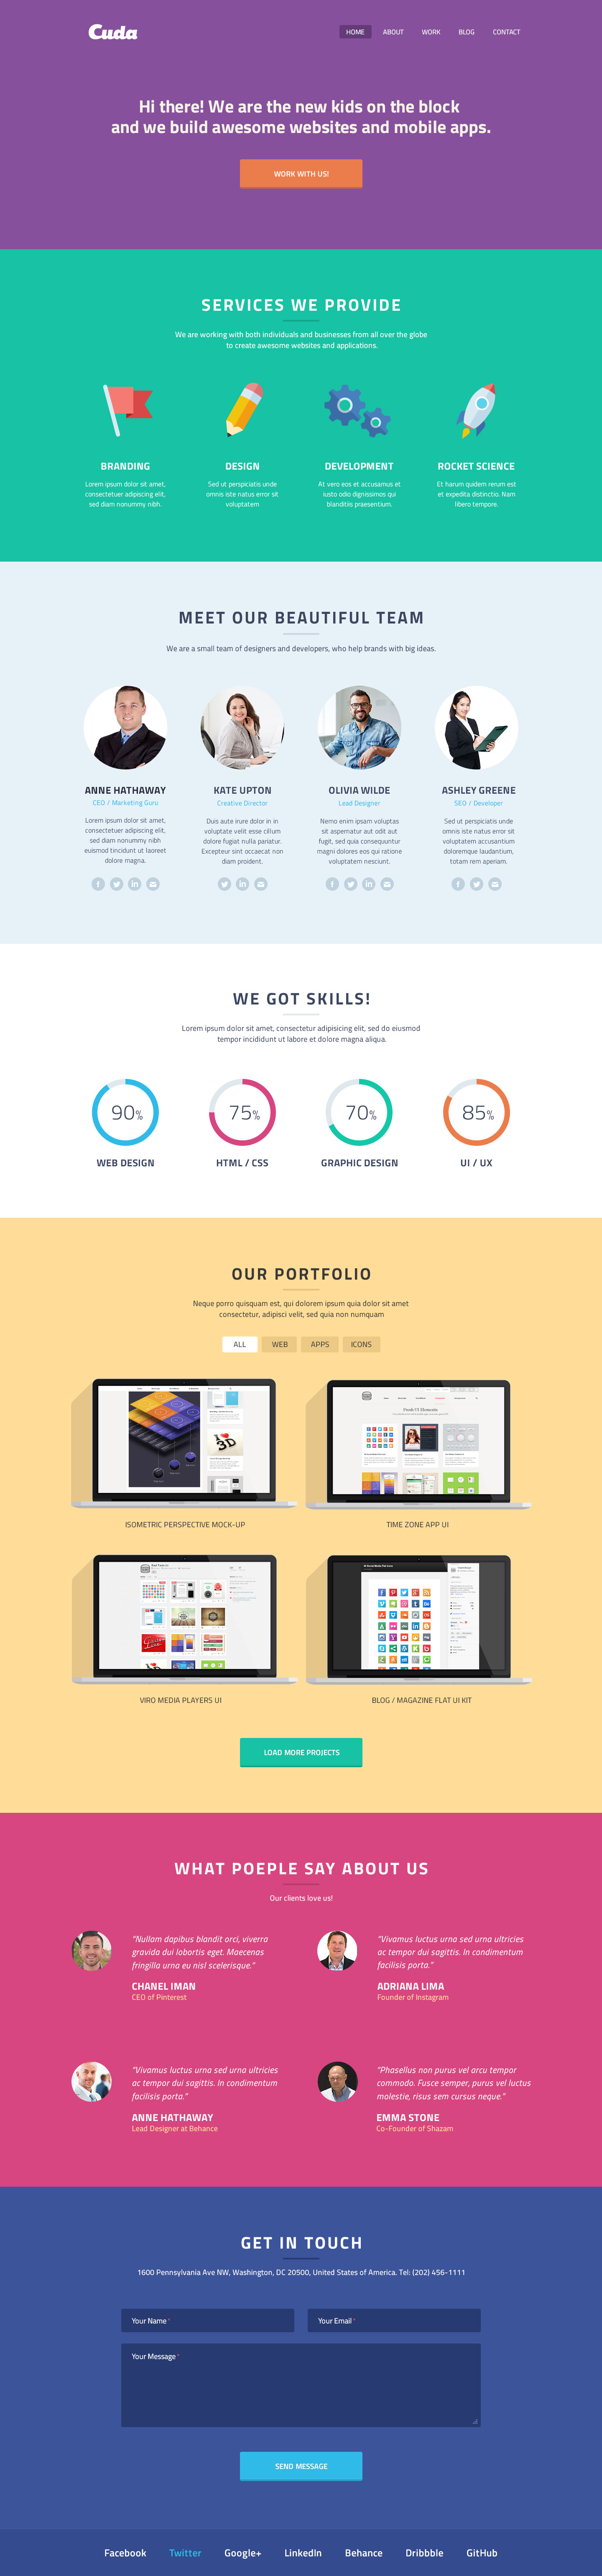 Cuda
HOME ABOUT WORK BLOG CONTACT
Hi there! We are the new kids on the block
and we build awesome websites and mobile apps.
WORK WITH US!
SERVICES WE PROVIDE
We are working with both individuals and businesses from all over the globe
to create awesome websites and applications.
BRANDING
Lorem ipsum dolor sit amet,
consectetuer adipiscing elit,
sed diam nonummy nibh.
DESIGN
Sed ut perspiciatis unde
omnis iste natus error sit
voluptatem
DEVELOPMENT
At vero eos et accusamus et
iusto odio dignissimos qui
blanditiis praesentium.
ROCKET SCIENCE
Et harum quidem rerum est
et expedita distinctio. Nam
libero tempore.
MEET OUR BEAUTIFUL TEAM
We are a small team of designers and developers, who help brands with big ideas.
ANNE HATHAWAY
CEO / Marketing Guru
Lorem ipsum dolor sit amet,
consectetuer adipiscing elit,
sed diam nonummy nibh
euismod tincidunt ut laoreet
dolore magna.
KATE UPTON
Creative Director
Duis aute irure dolor in in
voluptate velit esse cillum
dolore fugiat nulla pariatur.
Excepteur sint occaecat non
diam proident.
OLIVIA WILDE
Lead Designer
Nemo enim ipsam voluptas
sit aspernatur aut odit aut
fugit, sed quia consequuntur
magni dolores eos qui ratione
voluptatem nesciunt.
ASHLEY GREENE
SEO / Developer
Sed ut perspiciatis unde
omnis iste natus error sit
voluptatem accusantium
doloremque laudantium,
totam rem aperiam.
WE GOT SKILLS!
Lorem ipsum dolor sit amet, consectetur adipisicing elit, sed do eiusmod
tempor incididunt ut labore et dolore magna aliqua.
90%
WEB DESIGN
75%
HTML / CSS
70%
GRAPHIC DESIGN
85%
UI / UX
OUR PORTFOLIO
Neque porro quisquam est, qui dolorem ipsum quia dolor sit amet
consectetur, adipisci velit, sed quia non numquam
ALL WEB APPS ICONS
I 3D
Fresh UI Elements
ISOMETRIC PERSPECTIVE MOCK-UP
TIME ZONE APP UI
VIRO MEDIA PLAYERS UI
BLOG / MAGAZINE FLAT UI KIT
LOAD MORE PROJECTS
WHAT POEPLE SAY ABOUT US
Our clients love us!
“Nullam dapibus blandit orci, viverra
gravida dui lobortis eget. Maecenas
fringilla urna eu nisl scelerisque.”
CHANEL IMAN
CEO of Pinterest
“Vivamus luctus urna sed urna ultricies
ac tempor dui sagittis. In condimentum
facilisis porta.”
ADRIANA LIMA
Founder of Instagram
“Vivamus luctus urna sed urna ultricies
ac tempor dui sagittis. In condimentum
facilisis porta.”
ANNE HATHAWAY
Lead Designer at Behance
“Phasellus non purus vel arcu tempor
commodo. Fusce semper, purus vel luctus
molestie, risus sem cursus neque.”
EMMA STONE
Co-Founder of Shazam
GET IN TOUCH
1600 Pennsylvania Ave NW, Washington, DC 20500, United States of America. Tel: (202) 456-1111
Your Name *
Your Email *
Your Message *
SEND MESSAGE
Facebook Twitter Google+ LinkedIn Behance Dribbble GitHub